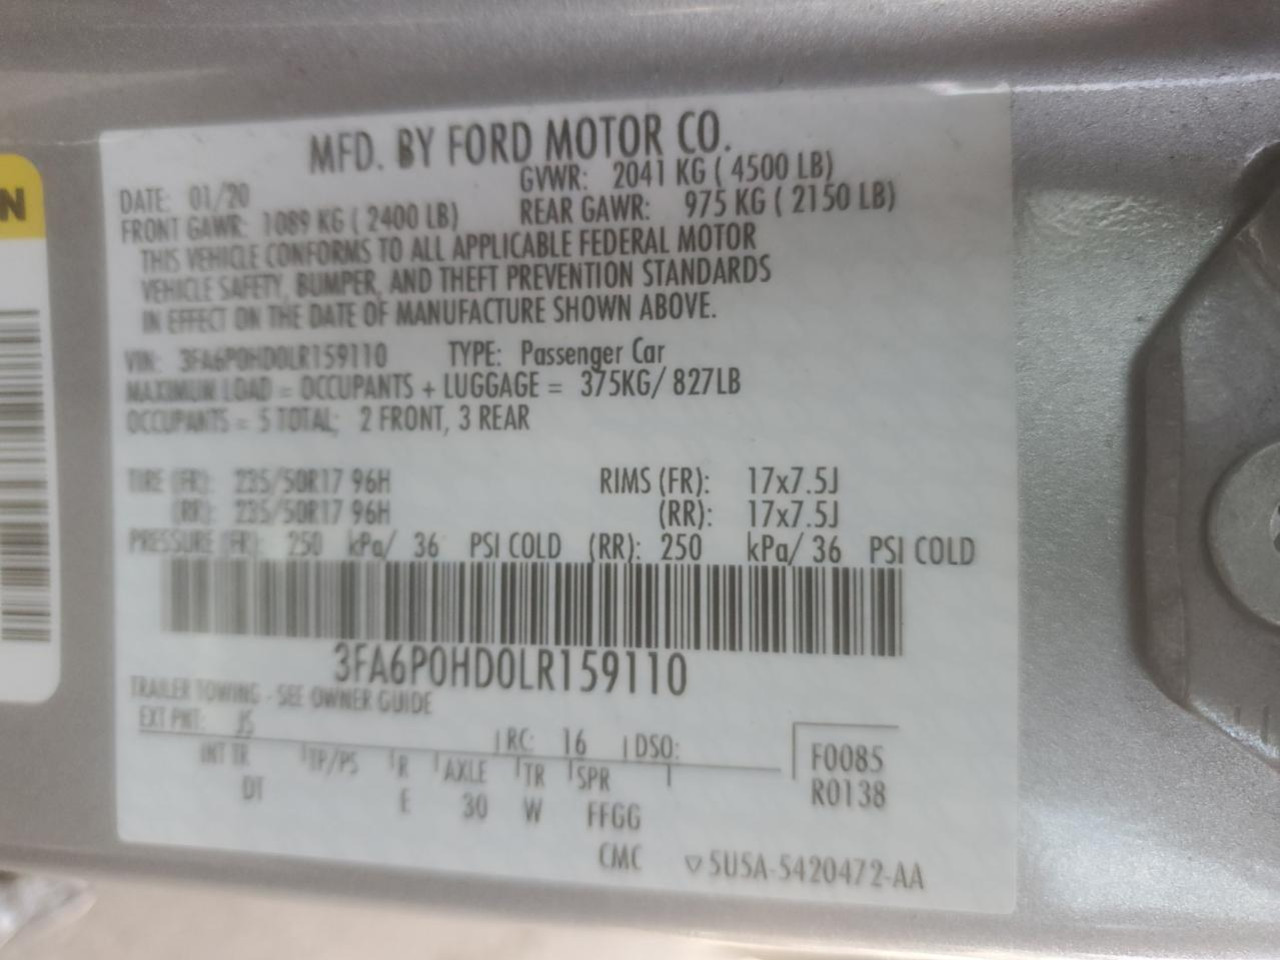 N
MFD. BY FORD MOTOR CO.
DATE: 01/20 GVWR: 2041 KG ( 4500 LB)
FRONT GAWR: 1089 KG ( 2400 LB) REAR GAWR: 975 KG ( 2150 LB)
THIS VEHICLE CONFORMS TO ALL APPLICABLE FEDERAL MOTOR
VEHICLE SAFETY, BUMPER, AND THEFT PREVENTION STANDARDS
IN EFFECT ON THE DATE OF MANUFACTURE SHOWN ABOVE.
VIN: 3FA6P0HD0LR159110 TYPE: Passenger Car
MAXIMUM LOAD = OCCUPANTS + LUGGAGE = 375KG/ 827LB
OCCUPANTS = 5 TOTAL; 2 FRONT, 3 REAR
TIRE (FR): 235/50R17 96H RIMS (FR): 17x7.5J
(RR): 235/50R17 96H (RR): 17x7.5J
PRESSURE (FR): 250 kPa/ 36 PSI COLD (RR): 250 kPa/ 36 PSI COLD
3FA6P0HD0LR159110
TRAILER TOWING - SEE OWNER GUIDE
EXT PNT: JS RC: 16 DSO:
INT TR TP/PS R AXLE TR SPR
DT E 30 W FFGG
F0085
R0138
CMC ▽5U5A-5420472-AA